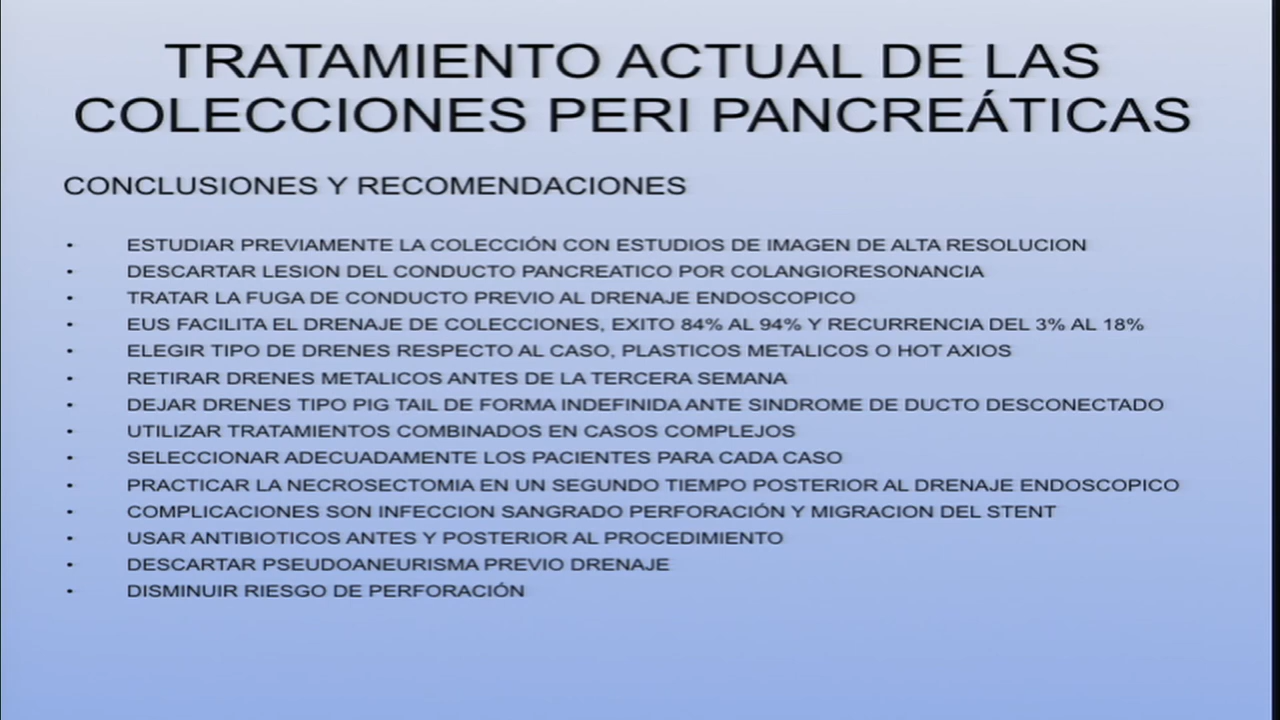 TRATAMIENTO ACTUAL DE LAS
COLECCIONES PERI PANCREÁTICAS
CONCLUSIONES Y RECOMENDACIONES
• ESTUDIAR PREVIAMENTE LA COLECCIÓN CON ESTUDIOS DE IMAGEN DE ALTA RESOLUCION
• DESCARTAR LESION DEL CONDUCTO PANCREATICO POR COLANGIORESONANCIA
• TRATAR LA FUGA DE CONDUCTO PREVIO AL DRENAJE ENDOSCOPICO
• EUS FACILITA EL DRENAJE DE COLECCIONES, EXITO 84% AL 94% Y RECURRENCIA DEL 3% AL 18%
• ELEGIR TIPO DE DRENES RESPECTO AL CASO, PLASTICOS METALICOS O HOT AXIOS
• RETIRAR DRENES METALICOS ANTES DE LA TERCERA SEMANA
• DEJAR DRENES TIPO PIG TAIL DE FORMA INDEFINIDA ANTE SINDROME DE DUCTO DESCONECTADO
• UTILIZAR TRATAMIENTOS COMBINADOS EN CASOS COMPLEJOS
• SELECCIONAR ADECUADAMENTE LOS PACIENTES PARA CADA CASO
• PRACTICAR LA NECROSECTOMIA EN UN SEGUNDO TIEMPO POSTERIOR AL DRENAJE ENDOSCOPICO
• COMPLICACIONES SON INFECCION SANGRADO PERFORACIÓN Y MIGRACION DEL STENT
• USAR ANTIBIOTICOS ANTES Y POSTERIOR AL PROCEDIMIENTO
• DESCARTAR PSEUDOANEURISMA PREVIO DRENAJE
• DISMINUIR RIESGO DE PERFORACIÓN